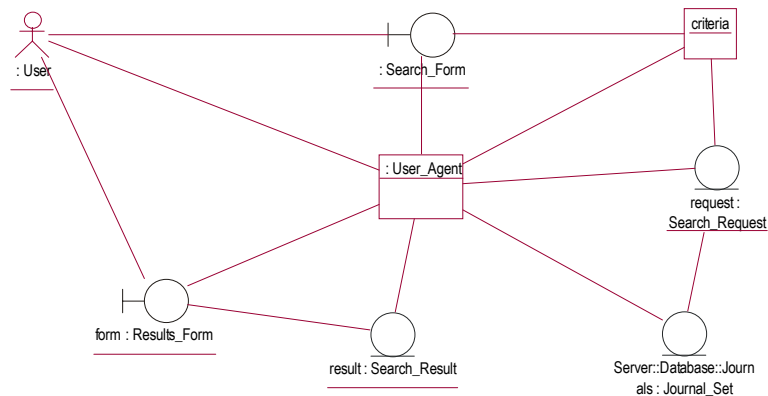 criteria
: User
: Search_Form
: User_Agent
request :
Search_Request
form : Results_Form
result : Search_Result
Server::Database::Journ
als : Journal_Set